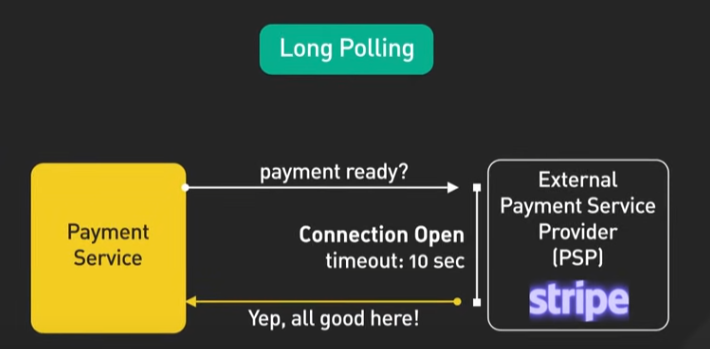 Long Polling
payment ready?
Payment
Service
Connection Open
timeout: 10 sec
Yep, all good here!
External
Payment Service
Provider
(PSP)
stripe